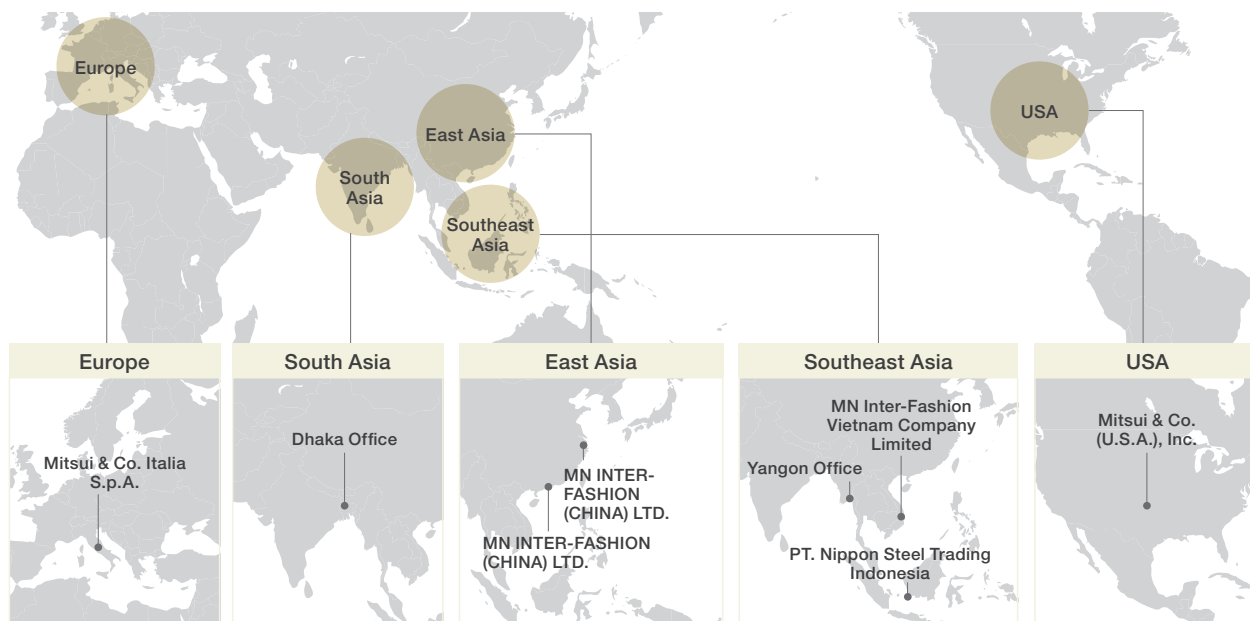 Europe
East Asia
South
Asia
Southeast
Asia
USA
Europe
Mitsui & Co. Italia
S.p.A.
South Asia
Dhaka Office
East Asia
MN INTER-
FASHION
(CHINA) LTD.
MN INTER-FASHION
(CHINA) LTD.
Southeast Asia
MN Inter-Fashion
Vietnam Company
Limited
Yangon Office
PT. Nippon Steel Trading
Indonesia
USA
Mitsui & Co.
(U.S.A.), Inc.